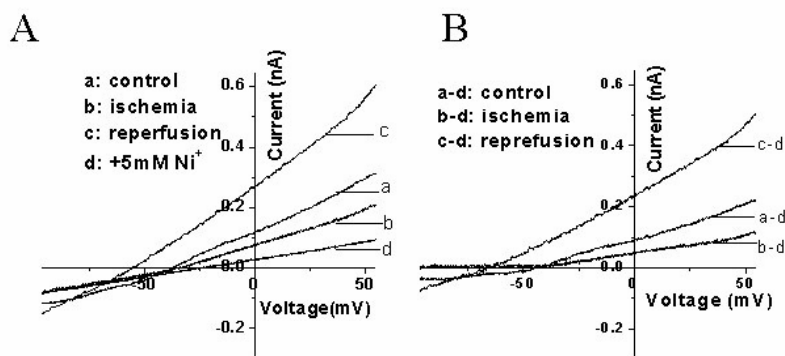 A
a: control
b: ischemia
c: reperfusion
d: +5mM Ni+
Current (nA)
0.6
0.4
0.2
0.0
-0.2
-50
0
50
Voltage(mV)
c
a
b
d
B
a-d: control
b-d: ischemia
c-d: reprefusion
Current (nA)
0.6
0.4
0.2
0.0
-0.2
-50
0
50
Voltage (mV)
c-d
a-d
b-d